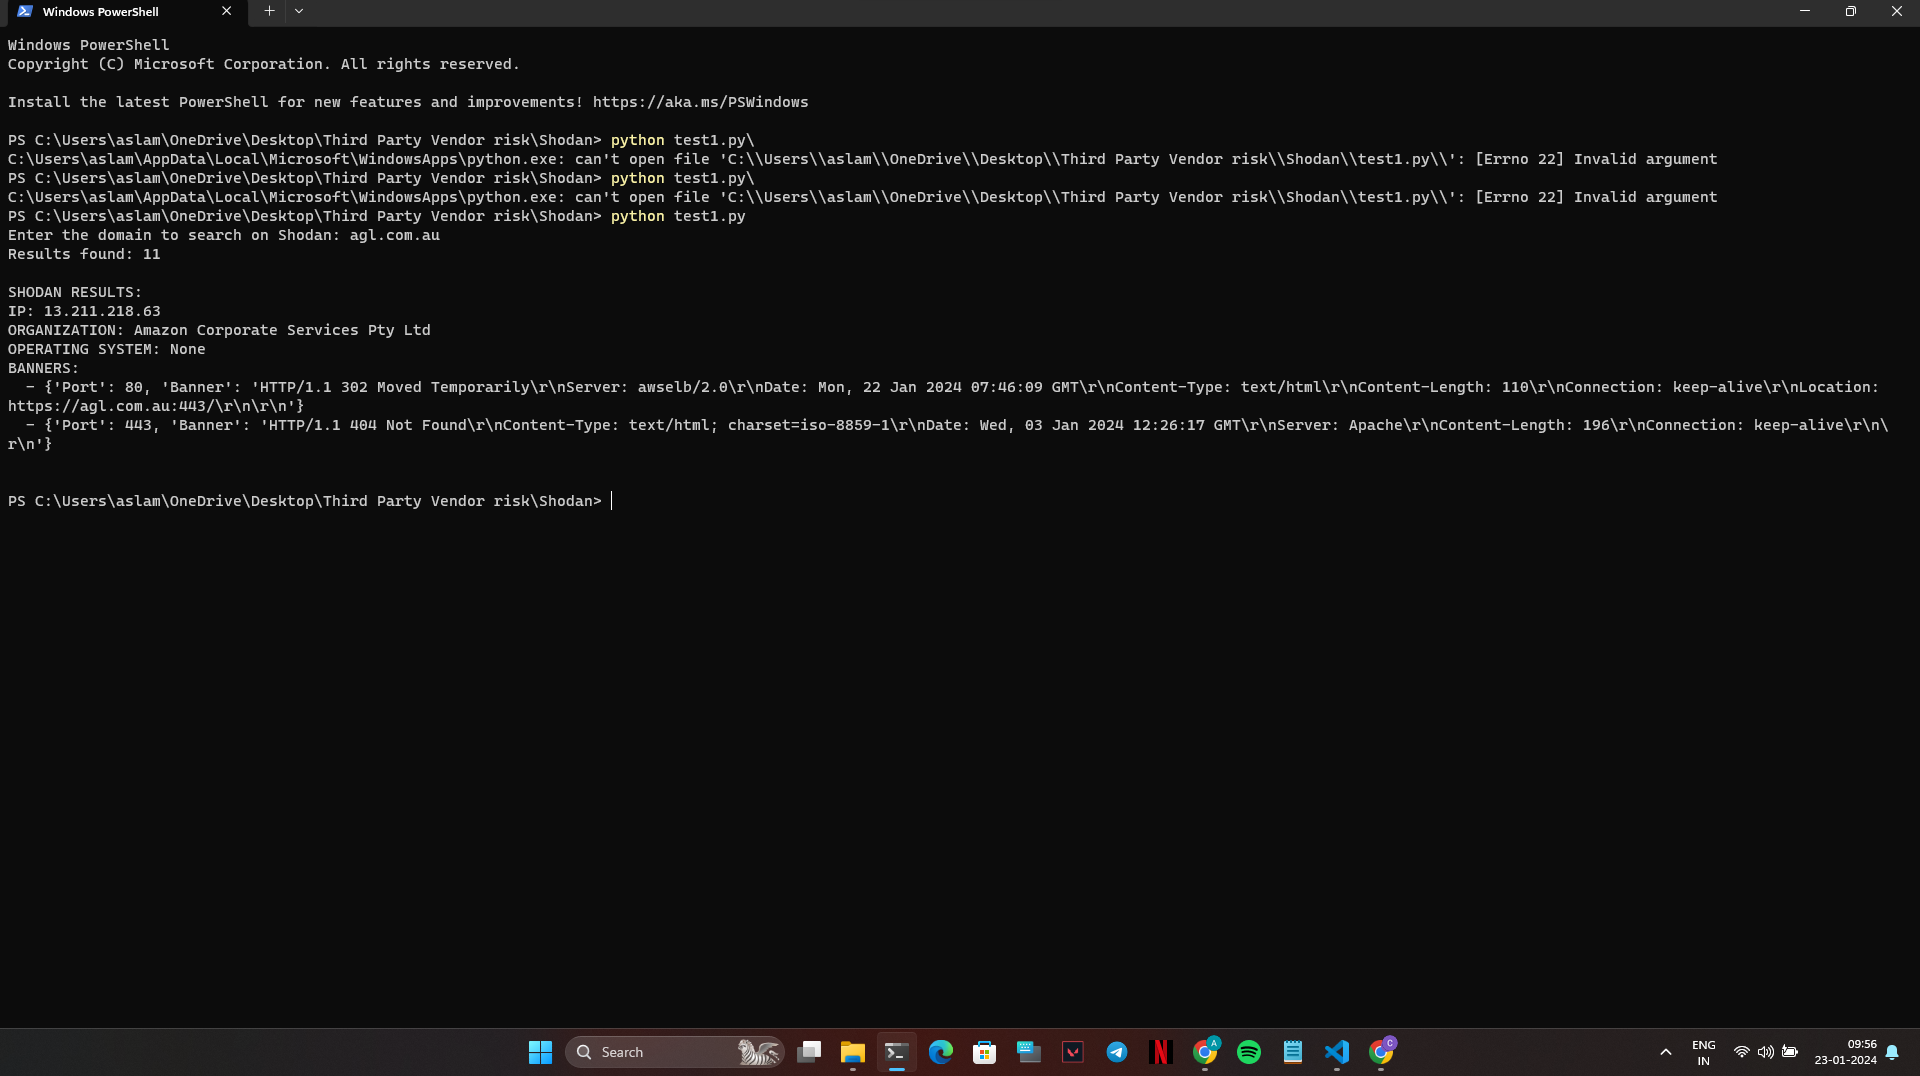 Windows PowerShell
Windows PowerShell
Copyright (C) Microsoft Corporation. All rights reserved.
Install the latest PowerShell for new features and improvements! https://aka.ms/PSWindows
PS C:\Users\aslam\OneDrive\Desktop\Third Party Vendor risk\Shodan> python test1.py\
C:\Users\aslam\AppData\Local\Microsoft\WindowsApps\python.exe: can't open file 'C:\\Users\\aslam\\OneDrive\\Desktop\\Third Party Vendor risk\\Shodan\\test1.py\\': [Errno 22] Invalid argument
PS C:\Users\aslam\OneDrive\Desktop\Third Party Vendor risk\Shodan> python test1.py\
C:\Users\aslam\AppData\Local\Microsoft\WindowsApps\python.exe: can't open file 'C:\\Users\\aslam\\OneDrive\\Desktop\\Third Party Vendor risk\\Shodan\\test1.py\\': [Errno 22] Invalid argument
PS C:\Users\aslam\OneDrive\Desktop\Third Party Vendor risk\Shodan> python test1.py
Enter the domain to search on Shodan: agl.com.au
Results found: 11
SHODAN RESULTS:
IP: 13.211.218.63
ORGANIZATION: Amazon Corporate Services Pty Ltd
OPERATING SYSTEM: None
BANNERS:
  - {'Port': 80, 'Banner': 'HTTP/1.1 302 Moved Temporarily\r\nServer: awselb/2.0\r\nDate: Mon, 22 Jan 2024 07:46:09 GMT\r\nContent-Type: text/html\r\nContent-Length: 110\r\nConnection: keep-alive\r\nLocation:
https://agl.com.au:443/\r\n\r\n'}
  - {'Port': 443, 'Banner': 'HTTP/1.1 404 Not Found\r\nContent-Type: text/html; charset=iso-8859-1\r\nDate: Wed, 03 Jan 2024 12:26:17 GMT\r\nServer: Apache\r\nContent-Length: 196\r\nConnection: keep-alive\r\n\
r\n'}
PS C:\Users\aslam\OneDrive\Desktop\Third Party Vendor risk\Shodan>
Search
A
C
ENG
IN
09:56
23-01-2024